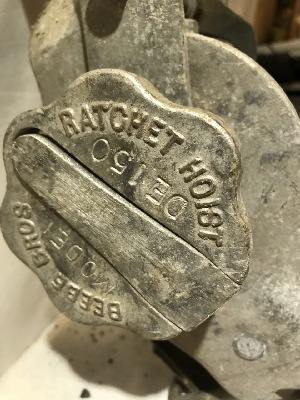 RATCHET HOIST
DE150
MODEL
BEEBE BROS